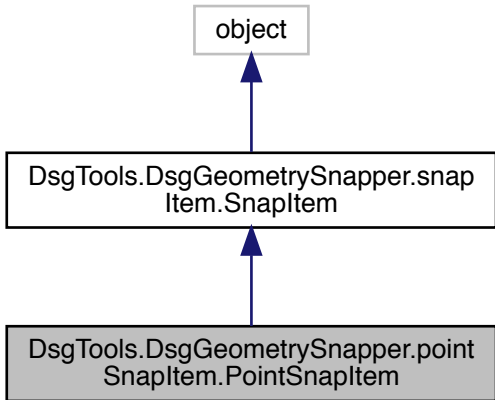 object
DsgTools.DsgGeometrySnapper.snap
Item.SnapItem
DsgTools.DsgGeometrySnapper.point
SnapItem.PointSnapItem